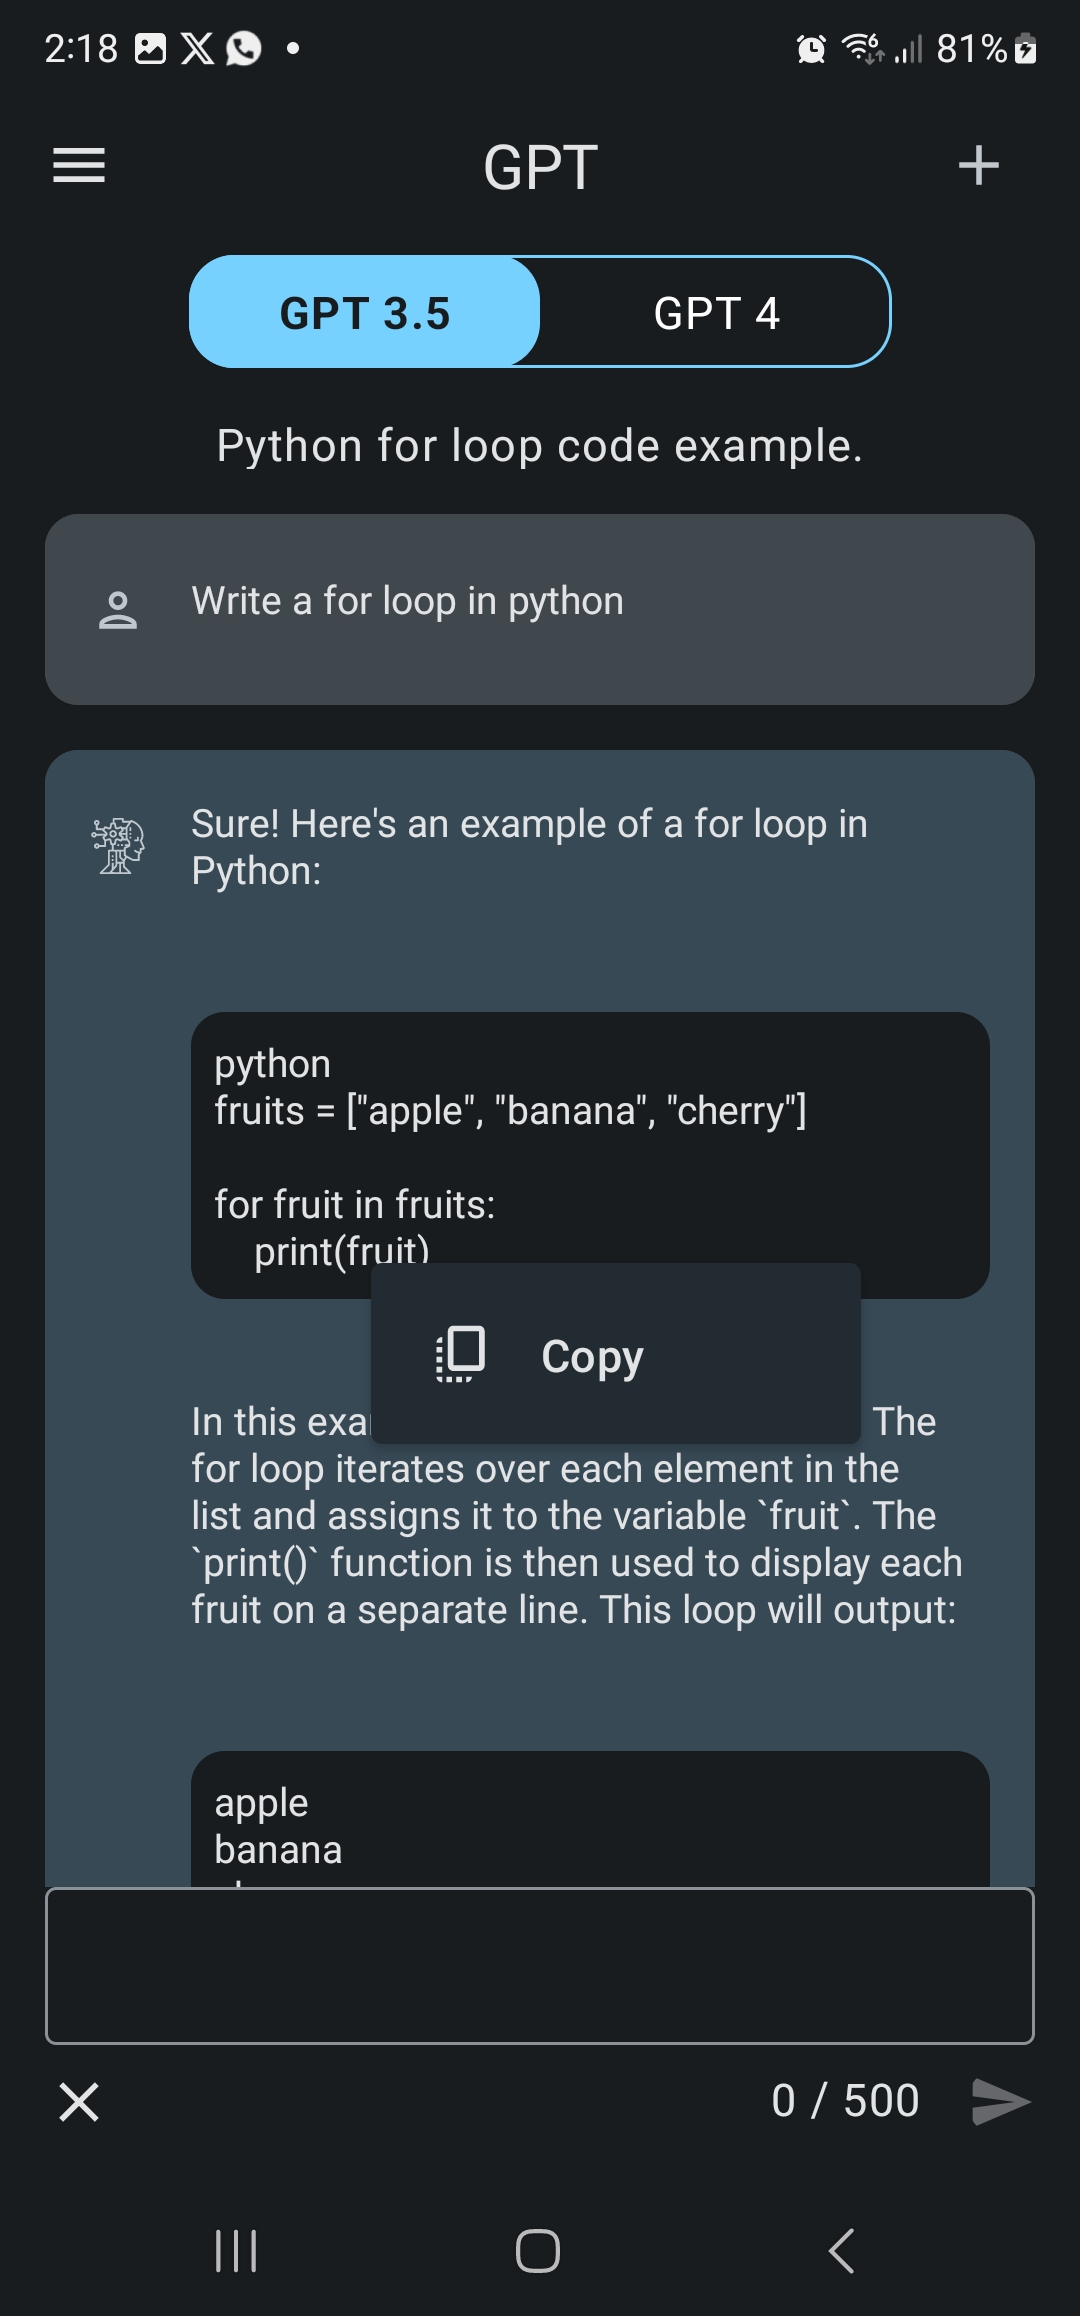 2:18
81%
GPT
GPT 3.5
GPT 4
Python for loop code example.
Write a for loop in python
Sure! Here's an example of a for loop in
Python:
python
fruits = ["apple", "banana", "cherry"]
for fruit in fruits:
print(fruit)
Copy
In this The
for loop iterates over each element in the
list and assigns it to the variable `fruit`. The
`print()` function is then used to display each
fruit on a separate line. This loop will output:
apple
banana
0 / 500